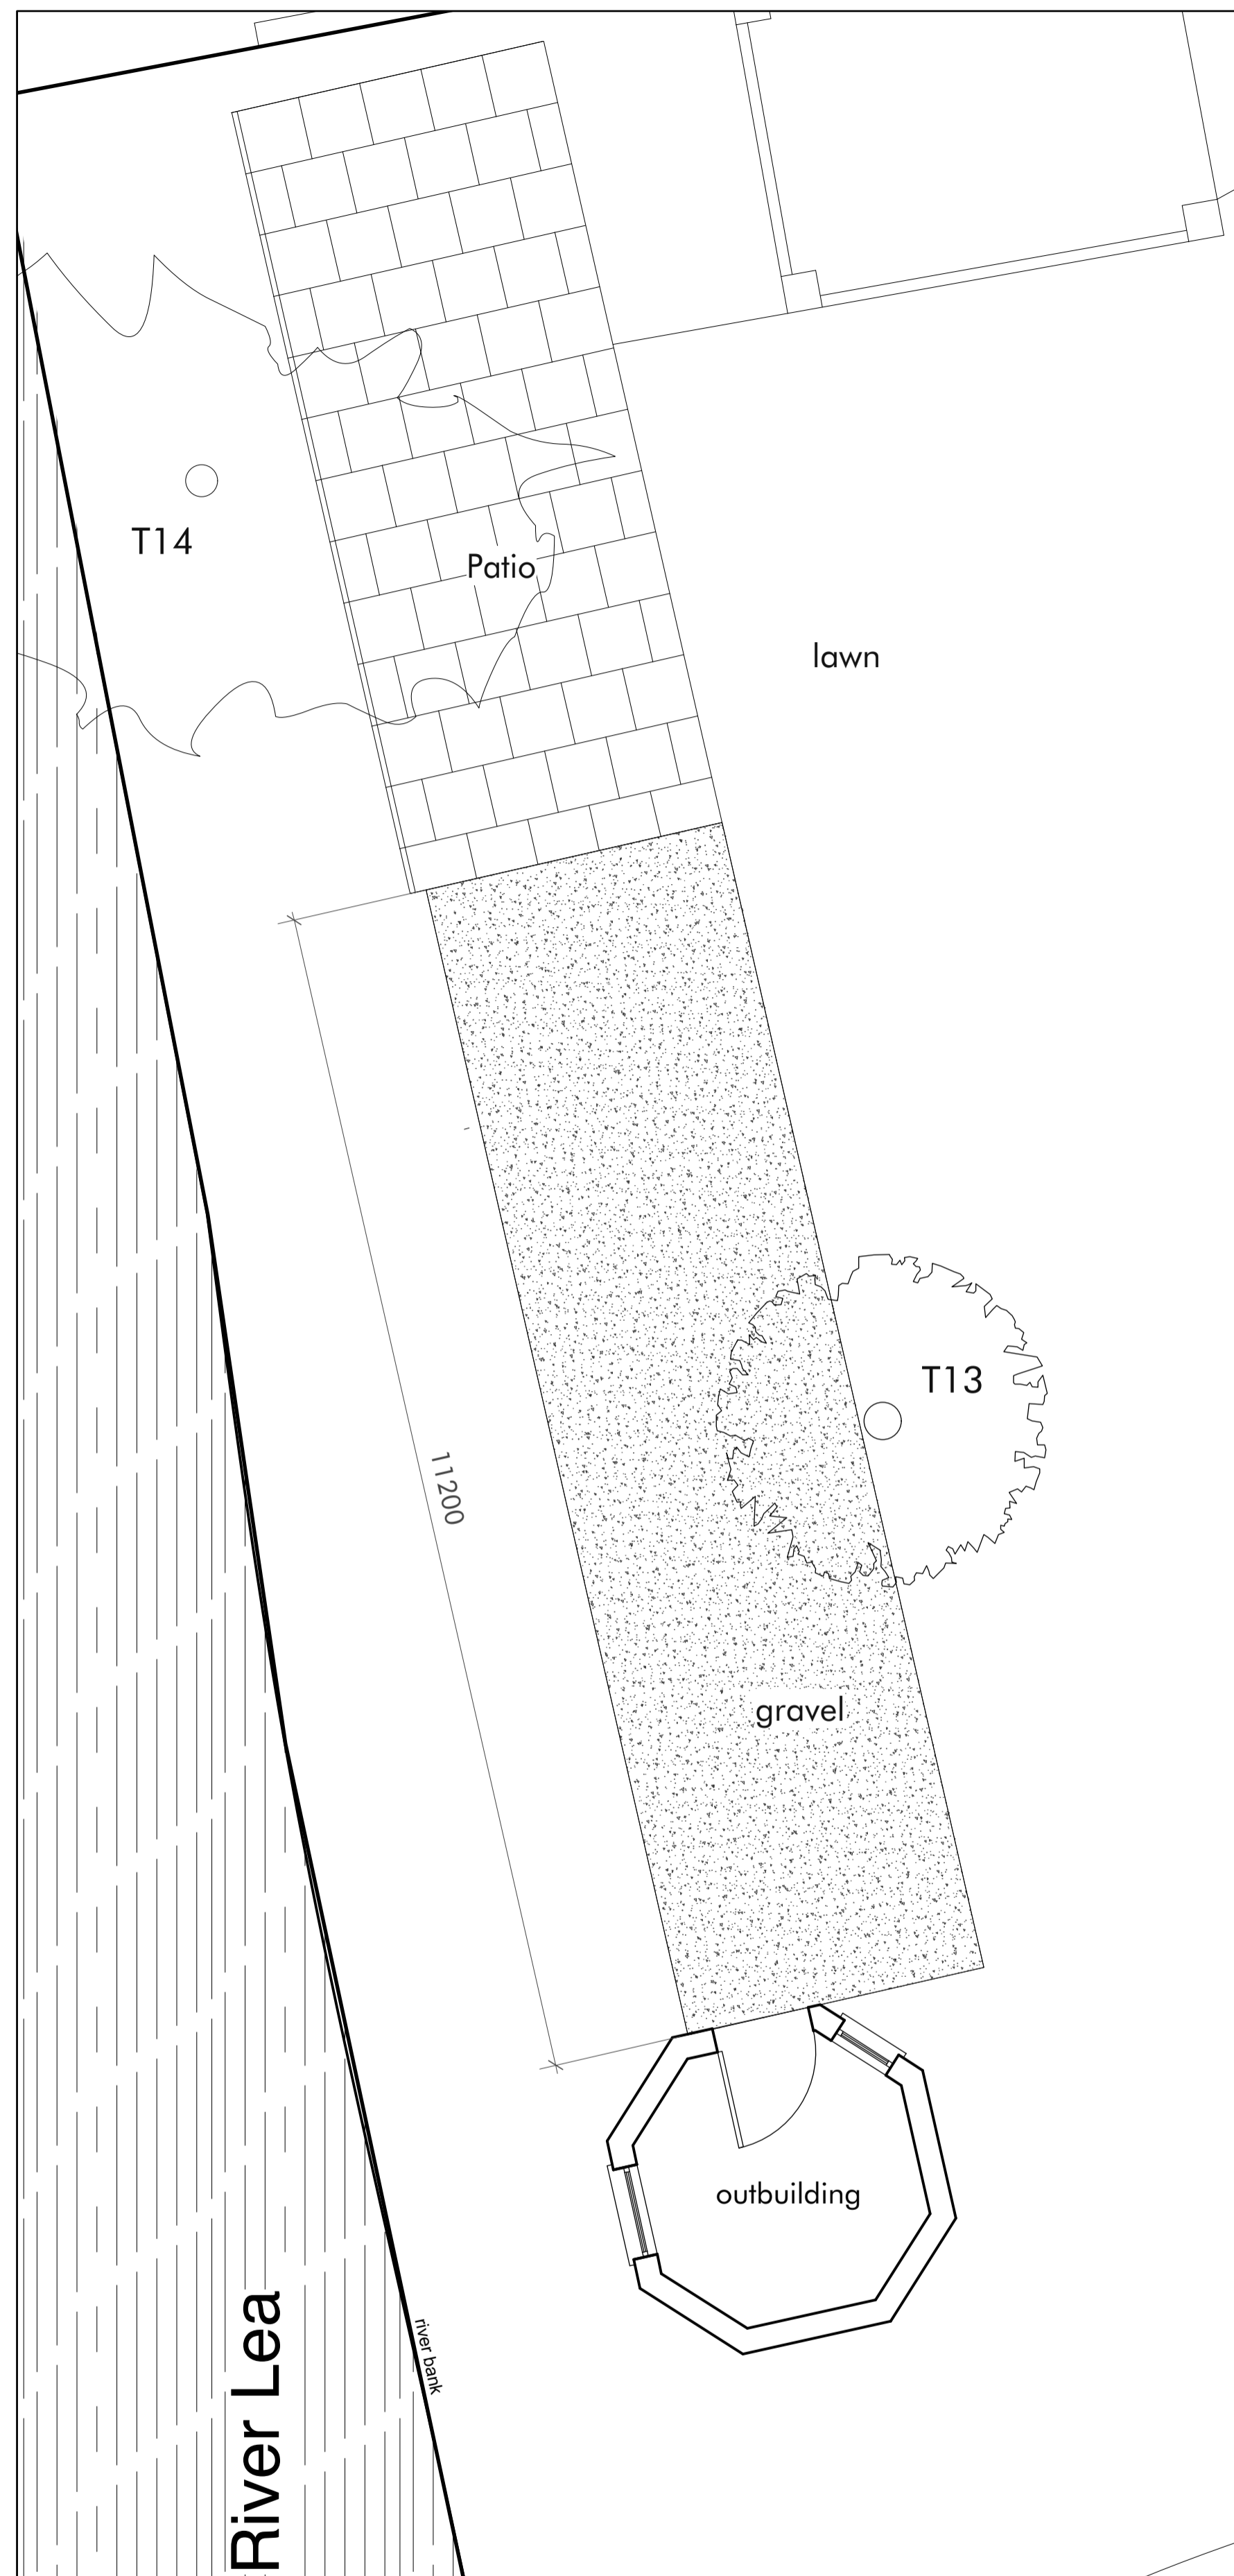 T14
Patio
lawn
T13
11200
gravel
outbuilding
river bank
River Lea